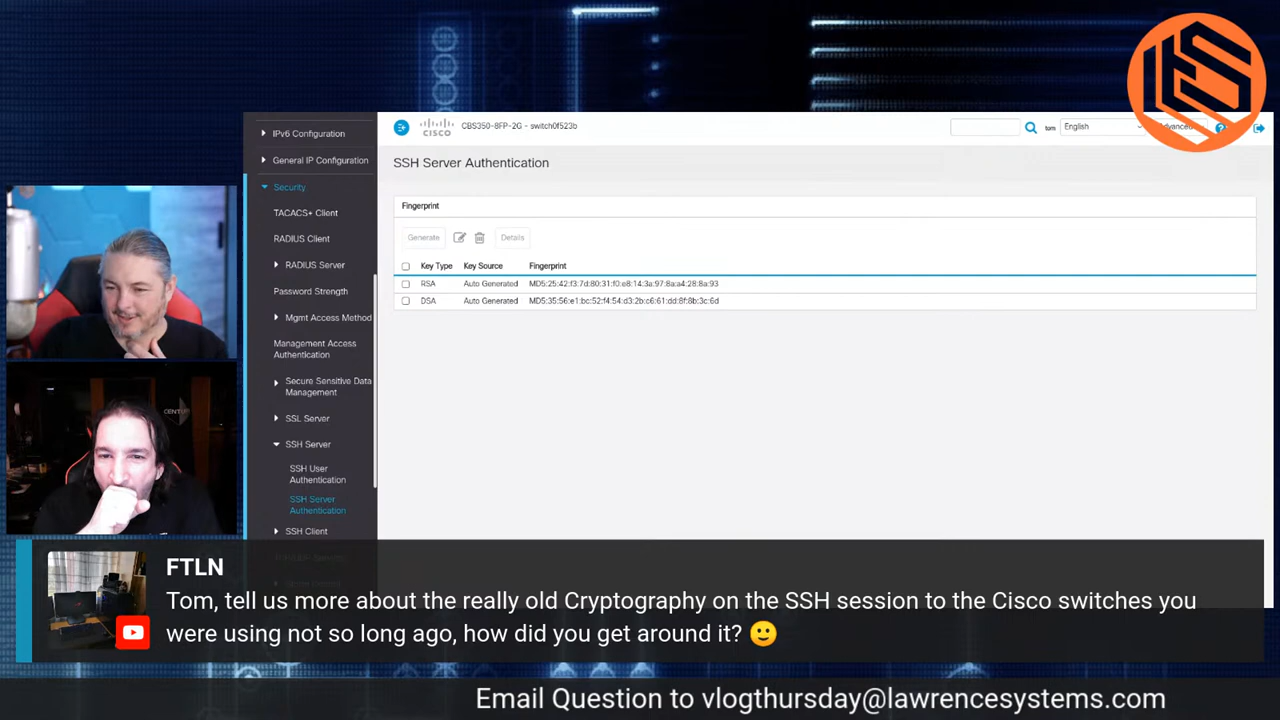 IPv6 Configuration
General IP Configuration
Security
TACACS+ Client
RADIUS Client
RADIUS Server
Password Strength
Mgmt Access Method
Management Access
Authentication
Secure Sensitive Data
Management
SSL Server
SSH Server
SSH User
Authentication
SSH Server
Authentication
SSH Client
CISCO
CBS350-8FP-2G - switch0f523b
tom
English
Advanced
SSH Server Authentication
Fingerprint
Generate
Details
Key Type Key Source Fingerprint
RSA Auto Generated MD5:25:42:f3:7d:80:31:f0:e8:14:3a:97:8a:a4:28:8a:93
DSA Auto Generated MD5:35:56:e1:bc:52:f4:54:d3:2b:c6:61:dd:8f:8b:3c:6d
FTLN
Tom, tell us more about the really old Cryptography on the SSH session to the Cisco switches you
were using not so long ago, how did you get around it? 🙂
Email Question to vlogthursday@lawrencesystems.com